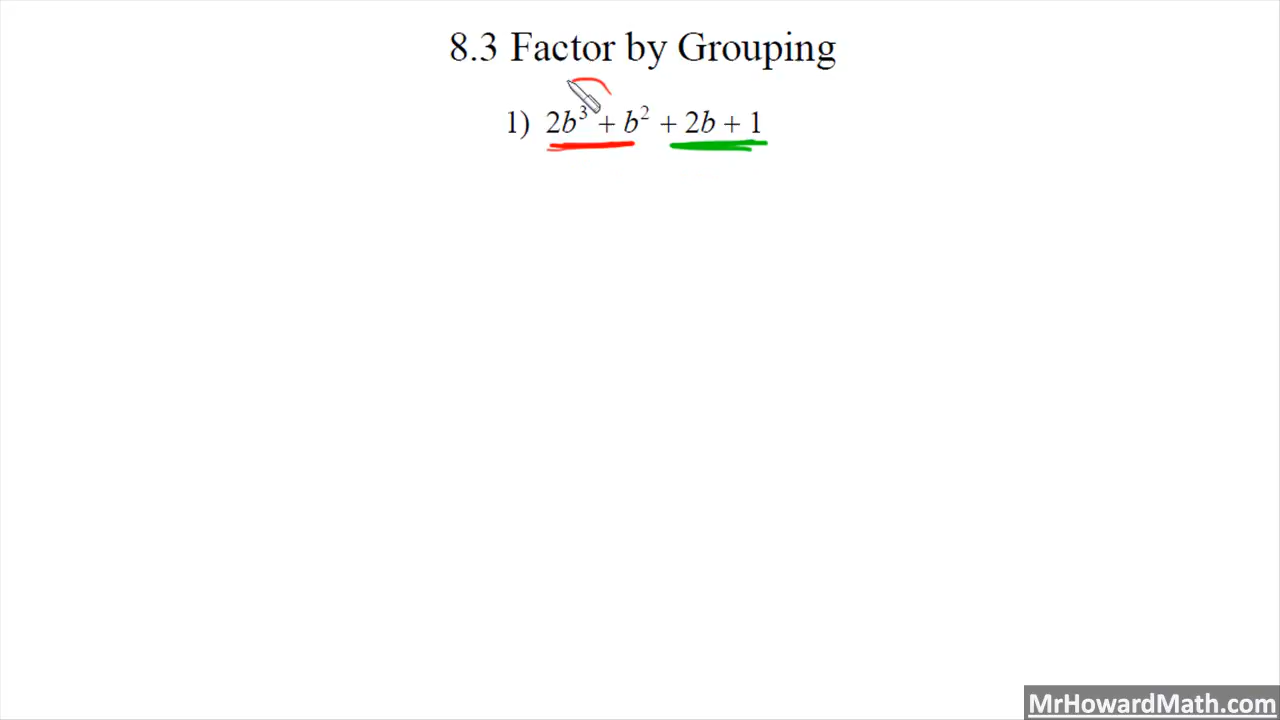 8.3 Factor by Grouping
1) 2b³ + b² + 2b + 1
MrHowardMath.com